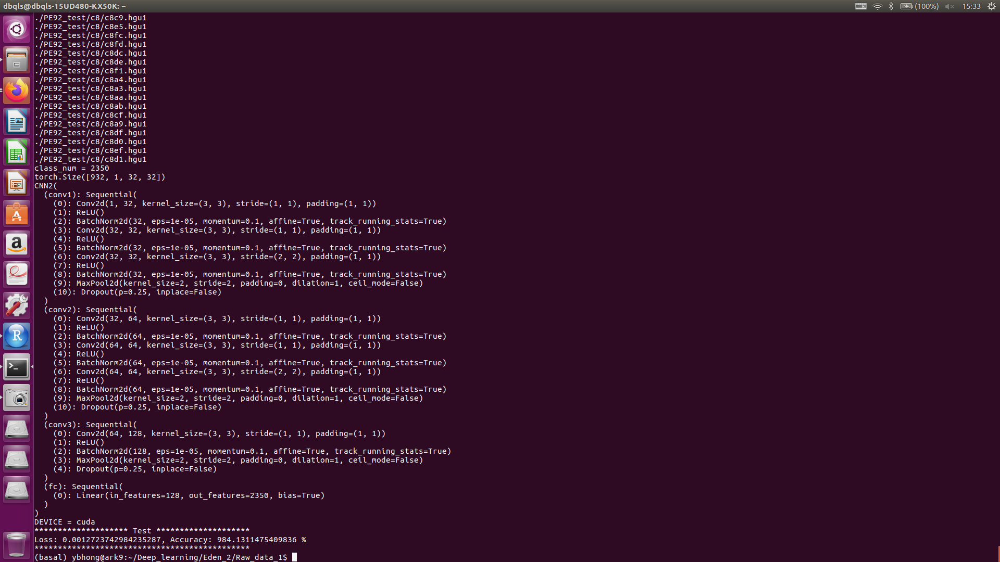 dbqls@dbqls-15UD480-KX50K: ~
(100%) 15:33
./PE92_test/c8/c8c9.hgu1
./PE92_test/c8/c8e5.hgu1
./PE92_test/c8/c8fc.hgu1
./PE92_test/c8/c8fd.hgu1
./PE92_test/c8/c8dc.hgu1
./PE92_test/c8/c8de.hgu1
./PE92_test/c8/c8f1.hgu1
./PE92_test/c8/c8a4.hgu1
./PE92_test/c8/c8a3.hgu1
./PE92_test/c8/c8aa.hgu1
./PE92_test/c8/c8ab.hgu1
./PE92_test/c8/c8cf.hgu1
./PE92_test/c8/c8a9.hgu1
./PE92_test/c8/c8df.hgu1
./PE92_test/c8/c8d0.hgu1
./PE92_test/c8/c8ef.hgu1
./PE92_test/c8/c8d1.hgu1
class_num = 2350
torch.Size([932, 1, 32, 32])
CNN2(
  (conv1): Sequential(
    (0): Conv2d(1, 32, kernel_size=(3, 3), stride=(1, 1), padding=(1, 1))
    (1): ReLU()
    (2): BatchNorm2d(32, eps=1e-05, momentum=0.1, affine=True, track_running_stats=True)
    (3): Conv2d(32, 32, kernel_size=(3, 3), stride=(1, 1), padding=(1, 1))
    (4): ReLU()
    (5): BatchNorm2d(32, eps=1e-05, momentum=0.1, affine=True, track_running_stats=True)
    (6): Conv2d(32, 32, kernel_size=(3, 3), stride=(2, 2), padding=(1, 1))
    (7): ReLU()
    (8): BatchNorm2d(32, eps=1e-05, momentum=0.1, affine=True, track_running_stats=True)
    (9): MaxPool2d(kernel_size=2, stride=2, padding=0, dilation=1, ceil_mode=False)
    (10): Dropout(p=0.25, inplace=False)
  )
  (conv2): Sequential(
    (0): Conv2d(32, 64, kernel_size=(3, 3), stride=(1, 1), padding=(1, 1))
    (1): ReLU()
    (2): BatchNorm2d(64, eps=1e-05, momentum=0.1, affine=True, track_running_stats=True)
    (3): Conv2d(64, 64, kernel_size=(3, 3), stride=(1, 1), padding=(1, 1))
    (4): ReLU()
    (5): BatchNorm2d(64, eps=1e-05, momentum=0.1, affine=True, track_running_stats=True)
    (6): Conv2d(64, 64, kernel_size=(3, 3), stride=(2, 2), padding=(1, 1))
    (7): ReLU()
    (8): BatchNorm2d(64, eps=1e-05, momentum=0.1, affine=True, track_running_stats=True)
    (9): MaxPool2d(kernel_size=2, stride=2, padding=0, dilation=1, ceil_mode=False)
    (10): Dropout(p=0.25, inplace=False)
  )
  (conv3): Sequential(
    (0): Conv2d(64, 128, kernel_size=(3, 3), stride=(1, 1), padding=(1, 1))
    (1): ReLU()
    (2): BatchNorm2d(128, eps=1e-05, momentum=0.1, affine=True, track_running_stats=True)
    (3): MaxPool2d(kernel_size=2, stride=2, padding=0, dilation=1, ceil_mode=False)
    (4): Dropout(p=0.25, inplace=False)
  )
  (fc): Sequential(
    (0): Linear(in_features=128, out_features=2350, bias=True)
  )
)
DEVICE = cuda
******************** Test ********************
Loss: 0.0012723742984235287, Accuracy: 984.1311475409836 %
**********************************************
(basal) ybhong@ark9:~/Deep_learning/Eden_2/Raw_data_1$